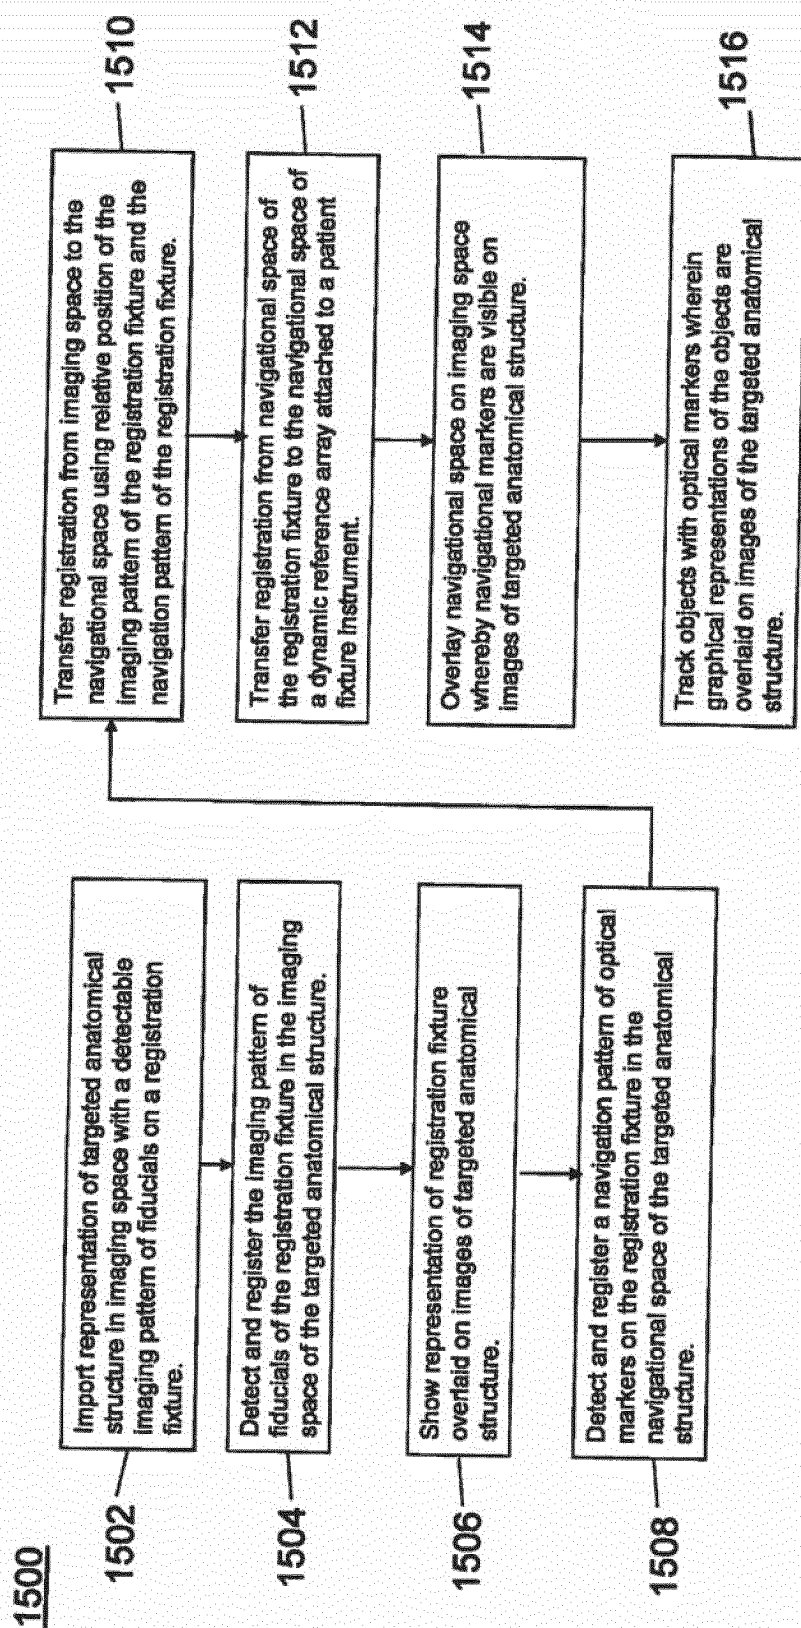 1500
1502
Import representation of targeted anatomical
structure in imaging space with a detectable
imaging pattern of fiducials on a registration
fixture.
1504
Detect and register the imaging pattern of
fiducials of the registration fixture in the imaging
space of the targeted anatomical structure.
1506
Show representation of registration fixture
overlaid on images of targeted anatomical
structure.
1508
Detect and register a navigation pattern of optical
markers on the registration fixture in the
navigational space of the targeted anatomical
structure.
1510
Transfer registration from imaging space to the
navigational space using relative position of the
imaging pattern of the registration fixture and the
navigation pattern of the registration fixture.
1512
Transfer registration from navigational space of
the registration fixture to the navigational space of
a dynamic reference array attached to a patient
fixture Instrument.
1514
Overlay navigational space on imaging space
whereby navigational markers are visible on
images of targeted anatomical structure.
1516
Track objects with optical markers wherein
graphical representations of the objects are
overlaid on images of the targeted anatomical
structure.